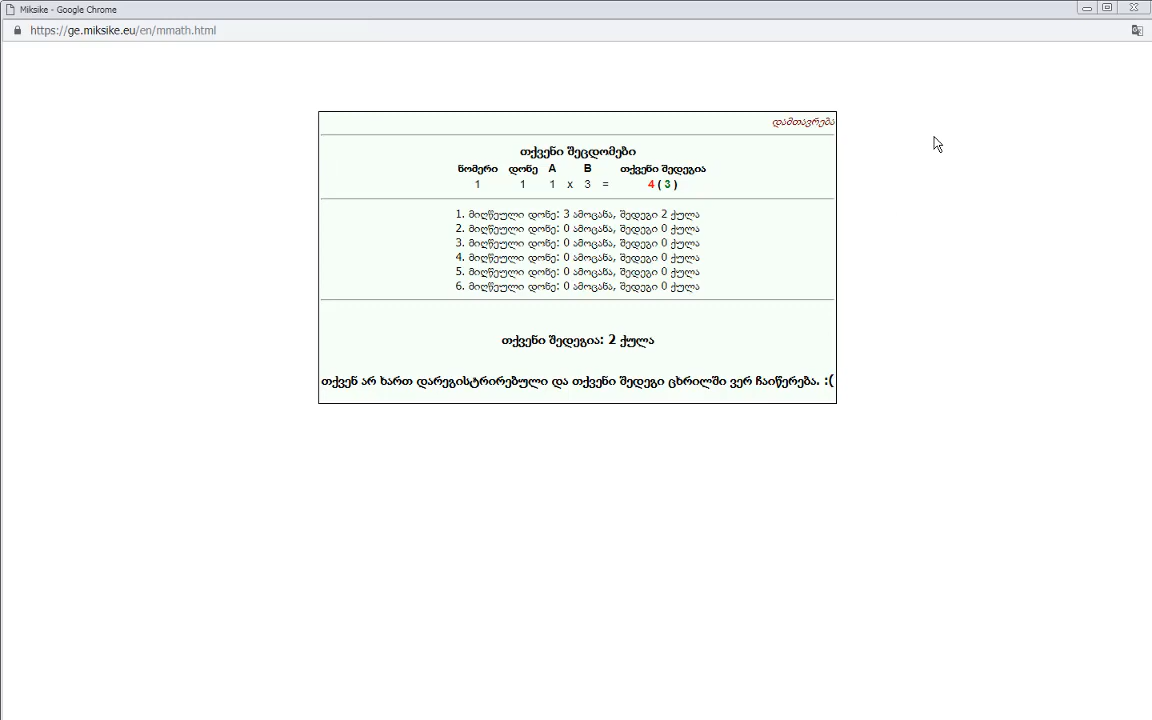 Miksike - Google Chrome
https://ge.miksike.eu/en/mmath.html
დამთავრება
თქვენი შეცდომები
ნომერი დონე A B თქვენი შედეგია
1 1 1 x 3 = 4 ( 3 )
1. მიღწეული დონე: 3 ამოცანა, შედეგი 2 ქულა
2. მიღწეული დონე: 0 ამოცანა, შედეგი 0 ქულა
3. მიღწეული დონე: 0 ამოცანა, შედეგი 0 ქულა
4. მიღწეული დონე: 0 ამოცანა, შედეგი 0 ქულა
5. მიღწეული დონე: 0 ამოცანა, შედეგი 0 ქულა
6. მიღწეული დონე: 0 ამოცანა, შედეგი 0 ქულა
თქვენი შედეგია: 2 ქულა
თქვენ არ ხართ დარეგისტრირებული და თქვენი შედეგი ცხრილში ვერ ჩაიწერება. :(